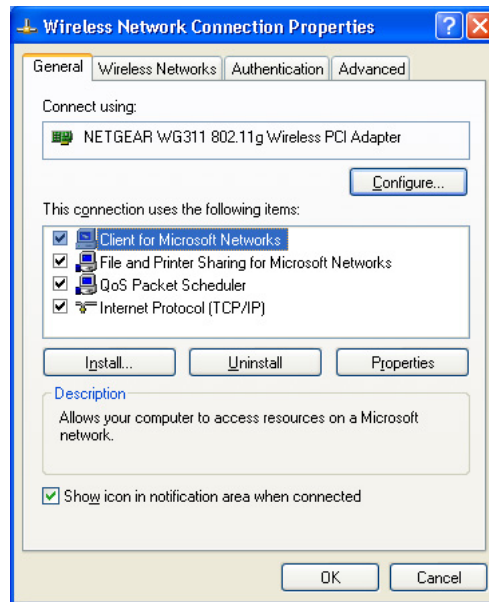 Wireless Network Connection Properties
General Wireless Networks Authentication Advanced
Connect using:
NETGEAR WG311 802.11g Wireless PCI Adapter
Configure...
This connection uses the following items:
Client for Microsoft Networks
File and Printer Sharing for Microsoft Networks
QoS Packet Scheduler
Internet Protocol (TCP/IP)
Install... Uninstall Properties
Description
Allows your computer to access resources on a Microsoft
network.
Show icon in notification area when connected
OK Cancel